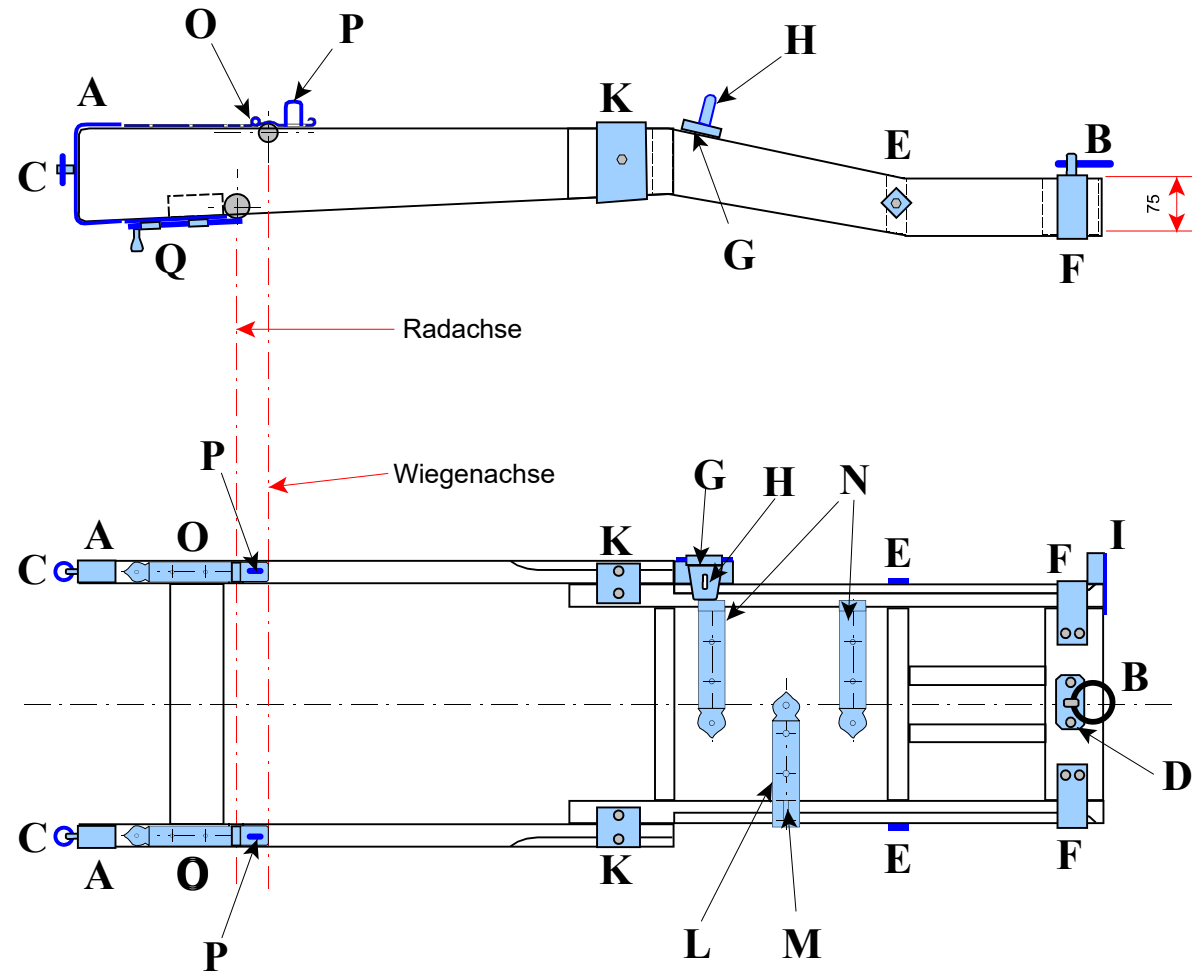 O P
A K H
C E B
75
Q G F
Radachse
P Wiegenachse G H N
A O K E F I
C
B
D
C
A O K E F
P L M